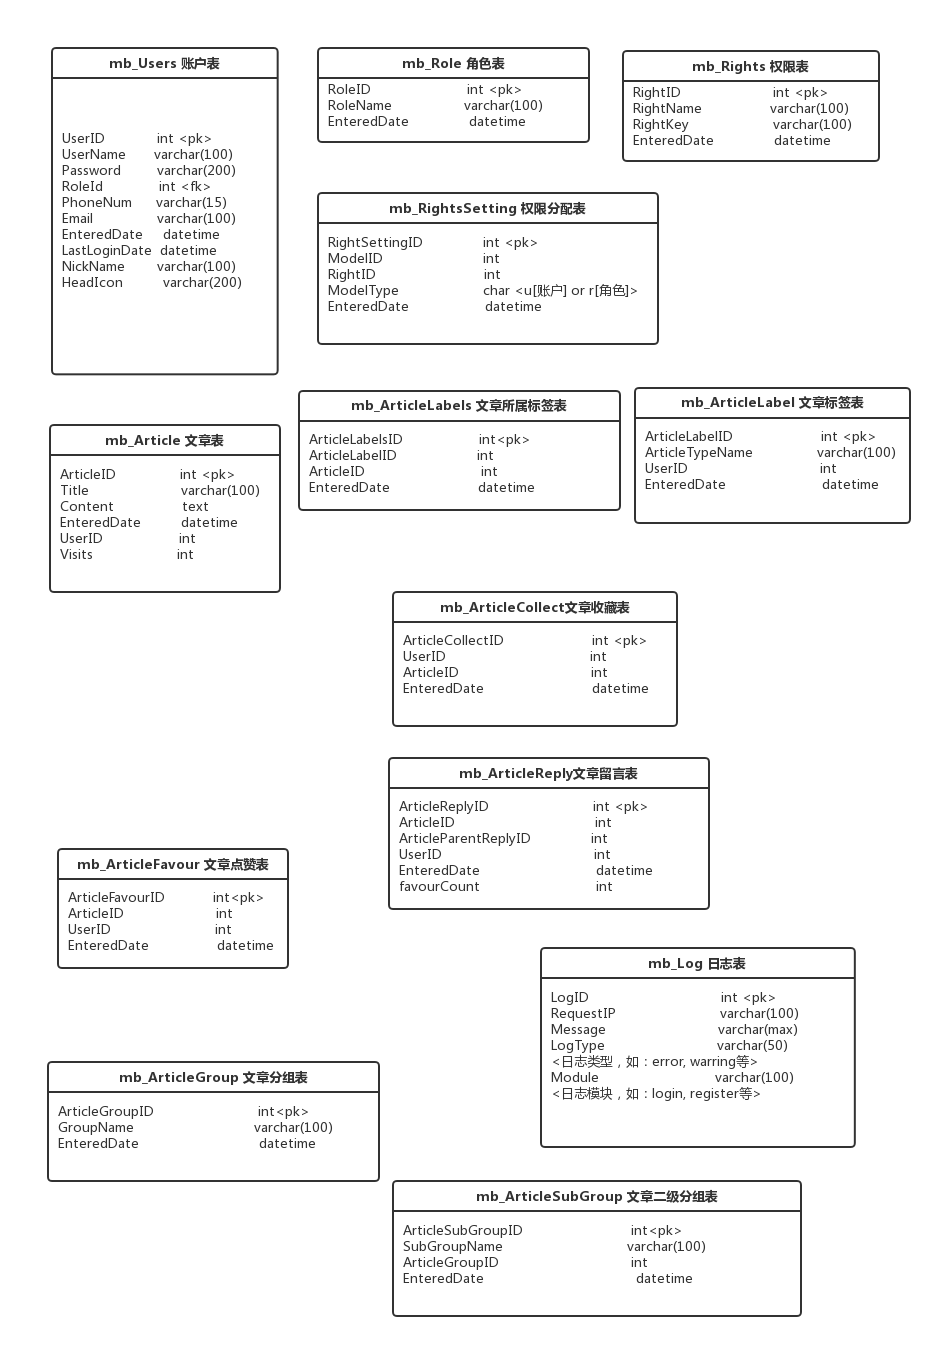 mb_Users 账户表
UserID int <pk>
UserName varchar(100)
Password varchar(200)
RoleId int <fk>
PhoneNum varchar(15)
Email varchar(100)
EnteredDate datetime
LastLoginDate datetime
NickName varchar(100)
HeadIcon varchar(200)
mb_Role 角色表
RoleID int <pk>
RoleName varchar(100)
EnteredDate datetime
mb_Rights 权限表
RightID int <pk>
RightName varchar(100)
RightKey varchar(100)
EnteredDate datetime
mb_RightsSetting 权限分配表
RightSettingID int <pk>
ModelID int
RightID int
ModelType char <u[账户] or r[角色]>
EnteredDate datetime
mb_Article 文章表
ArticleID int <pk>
Title varchar(100)
Content text
EnteredDate datetime
UserID int
Visits int
mb_ArticleLabels 文章所属标签表
ArticleLabelsID int<pk>
ArticleLabelID int
ArticleID int
EnteredDate datetime
mb_ArticleLabel 文章标签表
ArticleLabelID int <pk>
ArticleTypeName varchar(100)
UserID int
EnteredDate datetime
mb_ArticleCollect文章收藏表
ArticleCollectID int <pk>
UserID int
ArticleID int
EnteredDate datetime
mb_ArticleReply文章留言表
ArticleReplyID int <pk>
ArticleID int
ArticleParentReplyID int
UserID int
EnteredDate datetime
favourCount int
mb_ArticleFavour 文章点赞表
ArticleFavourID int<pk>
ArticleID int
UserID int
EnteredDate datetime
mb_Log 日志表
LogID int <pk>
RequestIP varchar(100)
Message varchar(max)
LogType varchar(50)
<日志类型，如：error, warring等>
Module varchar(100)
<日志模块，如：login, register等>
mb_ArticleGroup 文章分组表
ArticleGroupID int<pk>
GroupName varchar(100)
EnteredDate datetime
mb_ArticleSubGroup 文章二级分组表
ArticleSubGroupID int<pk>
SubGroupName varchar(100)
ArticleGroupID int
EnteredDate datetime